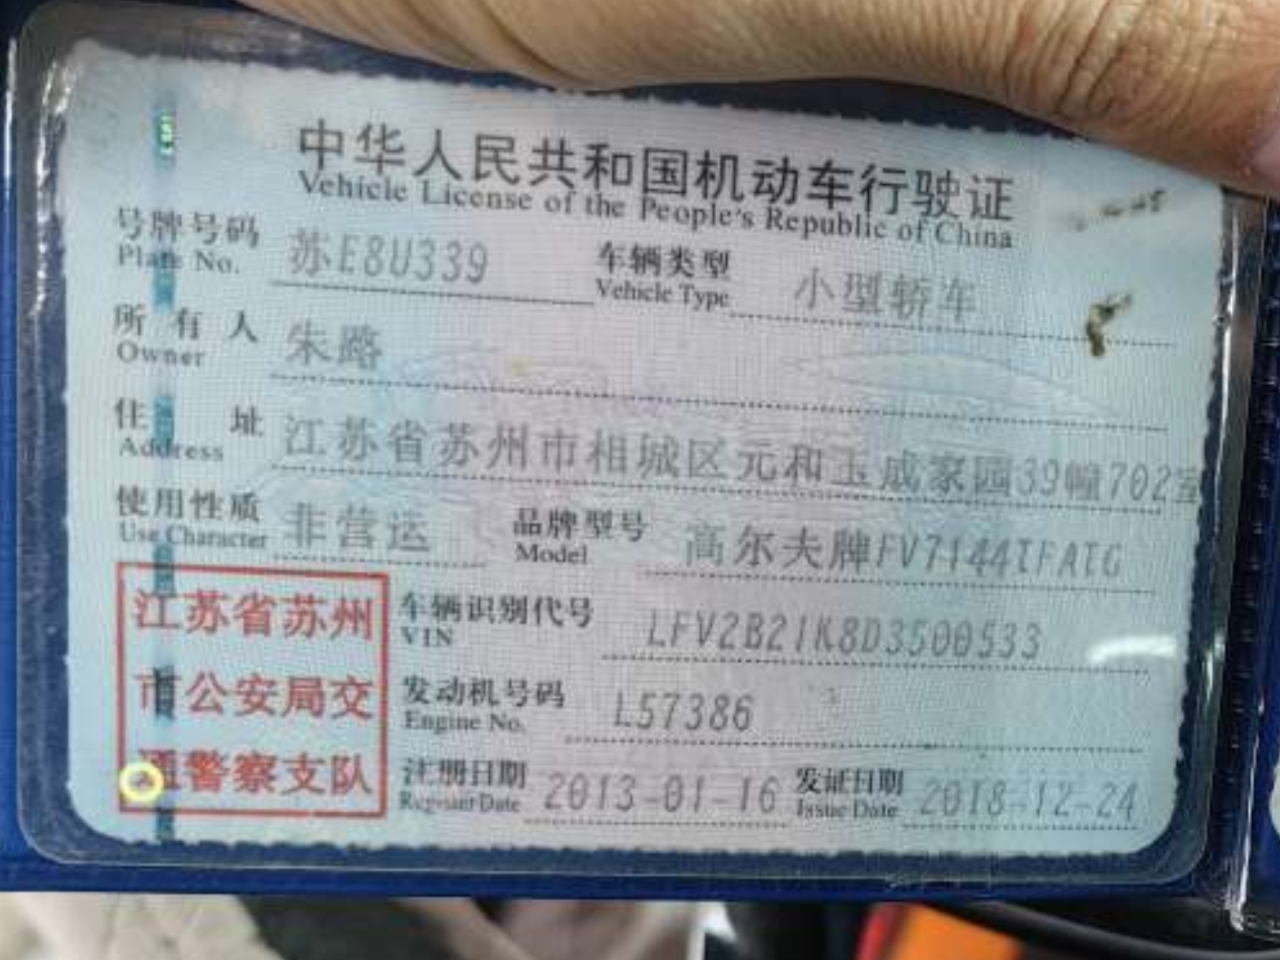 中华人民共和国机动车行驶证
Vehicle License of the People's Republic of China
号牌号码 苏E8U339 车辆类型 小型轿车
Plate No. Vehicle Type
所有人 朱路
Owner
住址 江苏省苏州市相城区元和玉成家园39幢702室
Address
使用性质 非营运 品牌型号 高尔夫牌FV7144TFATG
Use Character Model
江苏省苏州
市公安局交
通警察支队
车辆识别代号 LFV2B21K8D3500533
VIN
发动机号码 L57386
Engine No.
注册日期 2013-01-16 发证日期 2018-12-24
Register Date Issue Date